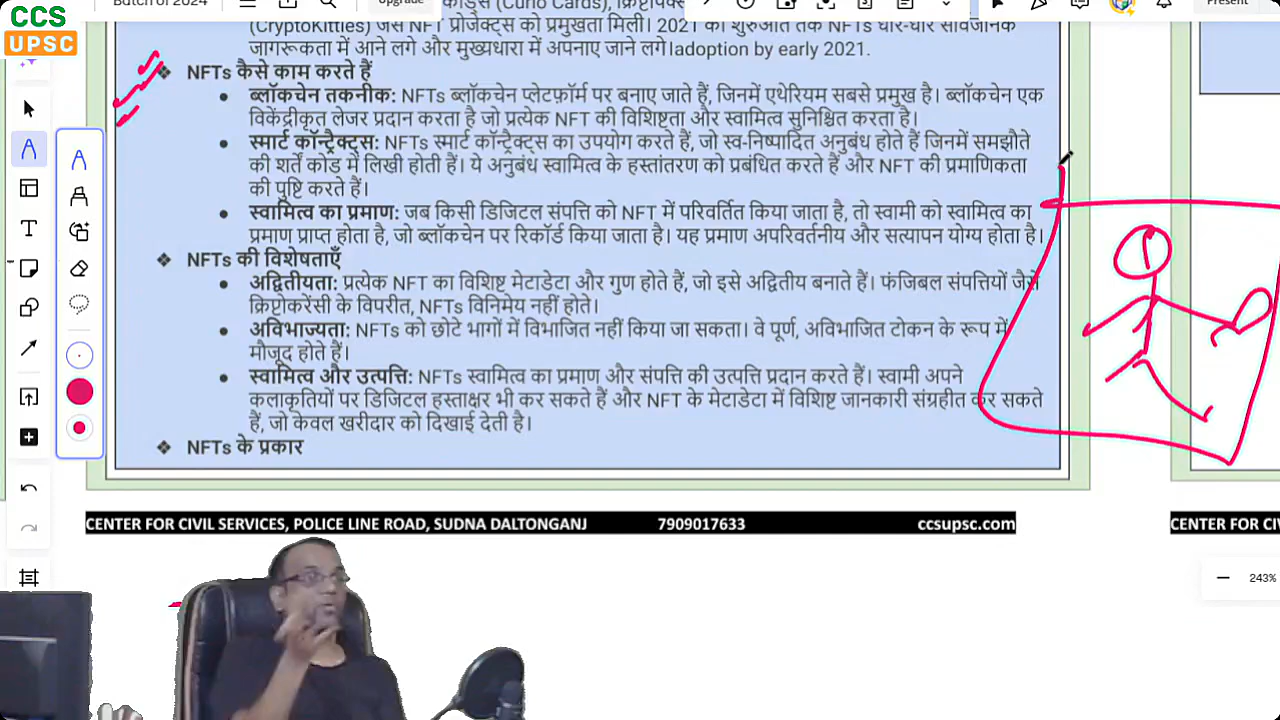 CCS
UPSC
Batch of 2024
Upgrade
Present
(CryptoKitties) जैसे NFT प्रोजेक्ट्स को प्रमुखता मिली। 2021 की शुरुआत तक NFTs धीरे-धीरे सार्वजनिक
जागरूकता में आने लगे और मुख्यधारा में अपनाए जाने लगेladoption by early 2021.
❖ NFTs कैसे काम करते हैं
● ब्लॉकचेन तकनीक: NFTs ब्लॉकचेन प्लेटफ़ॉर्म पर बनाए जाते हैं, जिनमें एथेरियम सबसे प्रमुख है। ब्लॉकचेन एक
विकेंद्रीकृत लेजर प्रदान करता है जो प्रत्येक NFT की विशिष्टता और स्वामित्व सुनिश्चित करता है।
● स्मार्ट कॉन्ट्रैक्ट्स: NFTs स्मार्ट कॉन्ट्रैक्ट्स का उपयोग करते हैं, जो स्व-निष्पादित अनुबंध होते हैं जिनमें समझौते
की शर्तें कोड में लिखी होती हैं। ये अनुबंध स्वामित्व के हस्तांतरण को प्रबंधित करते हैं और NFT की प्रमाणिकता
की पुष्टि करते हैं।
● स्वामित्व का प्रमाण: जब किसी डिजिटल संपत्ति को NFT में परिवर्तित किया जाता है, तो स्वामी को स्वामित्व का
प्रमाण प्राप्त होता है, जो ब्लॉकचेन पर रिकॉर्ड किया जाता है। यह प्रमाण अपरिवर्तनीय और सत्यापन योग्य होता है।
❖ NFTs की विशेषताएँ
● अद्वितीयता: प्रत्येक NFT का विशिष्ट मेटाडेटा और गुण होते हैं, जो इसे अद्वितीय बनाते हैं। फंजिबल संपत्तियों जैसे
क्रिप्टोकरेंसी के विपरीत, NFTs विनिमेय नहीं होते।
● अविभाज्यता: NFTs को छोटे भागों में विभाजित नहीं किया जा सकता। वे पूर्ण, अविभाजित टोकन के रूप में
मौजूद होते हैं।
● स्वामित्व और उत्पत्ति: NFTs स्वामित्व का प्रमाण और संपत्ति की उत्पत्ति प्रदान करते हैं। स्वामी अपने
कलाकृतियों पर डिजिटल हस्ताक्षर भी कर सकते हैं और NFT के मेटाडेटा में विशिष्ट जानकारी संग्रहीत कर सकते
हैं, जो केवल खरीदार को दिखाई देती है।
❖ NFTs के प्रकार
CENTER FOR CIVIL SERVICES, POLICE LINE ROAD, SUDNA DALTONGANJ 7909017633 ccsupsc.com
CENTER FOR
243%